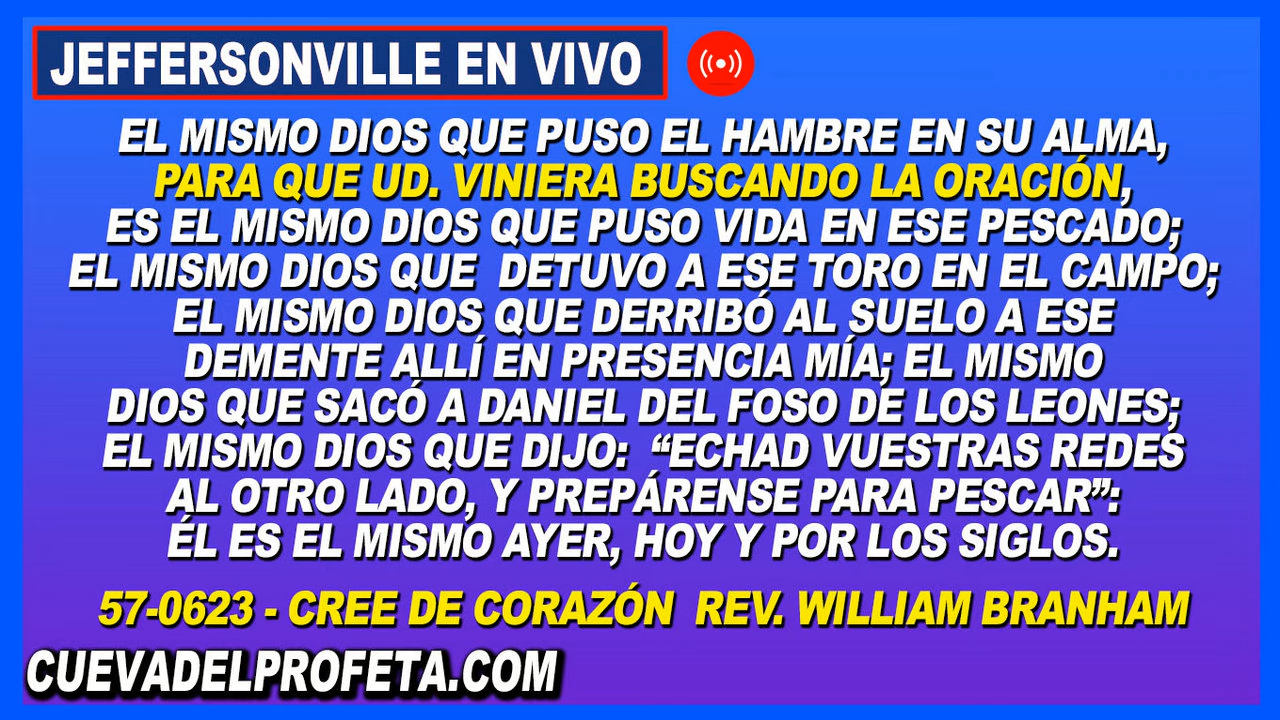 JEFFERSONVILLE EN VIVO
EL MISMO DIOS QUE PUSO EL HAMBRE EN SU ALMA,
PARA QUE UD. VINIERA BUSCANDO LA ORACIÓN,
ES EL MISMO DIOS QUE PUSO VIDA EN ESE PESCADO;
EL MISMO DIOS QUE DETUVO A ESE TORO EN EL CAMPO;
EL MISMO DIOS QUE DERRIBÓ AL SUELO A ESE
DEMENTE ALLÍ EN PRESENCIA MÍA; EL MISMO
DIOS QUE SACÓ A DANIEL DEL FOSO DE LOS LEONES;
EL MISMO DIOS QUE DIJO: “ECHAD VUESTRAS REDES
AL OTRO LADO, Y PREPÁRENSE PARA PESCAR”:
ÉL ES EL MISMO AYER, HOY Y POR LOS SIGLOS.
57-0623 - CREE DE CORAZÓN REV. WILLIAM BRANHAM
CUEVADELPROFETA.COM